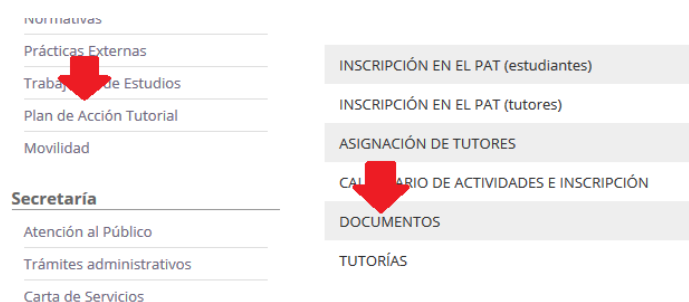 Normativas
Prácticas Externas
de Estudios
Plan de Acción Tutorial
Movilidad
Secretaría
Atención al Público
Trámites administrativos
Carta de Servicios
INSCRIPCIÓN EN EL PAT (estudiantes)
INSCRIPCIÓN EN EL PAT (tutores)
ASIGNACIÓN DE TUTORES
DE ACTIVIDADES E INSCRIPCIÓN
DOCUMENTOS
TUTORÍAS